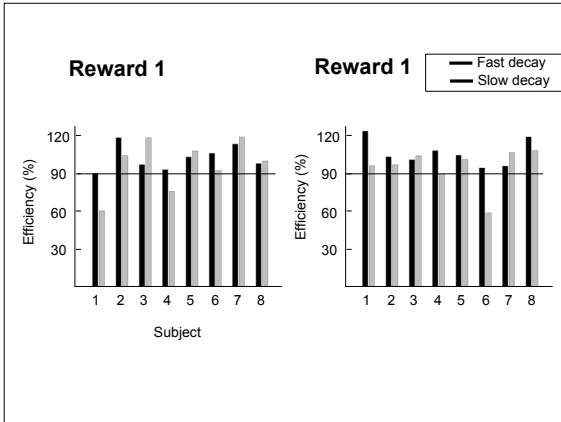 Reward 1
Reward 1
Fast decay
Slow decay
Efficiency (%)
120
90
60
30
1 2 3 4 5 6 7 8
Subject
Efficiency (%)
120
90
60
30
1 2 3 4 5 6 7 8